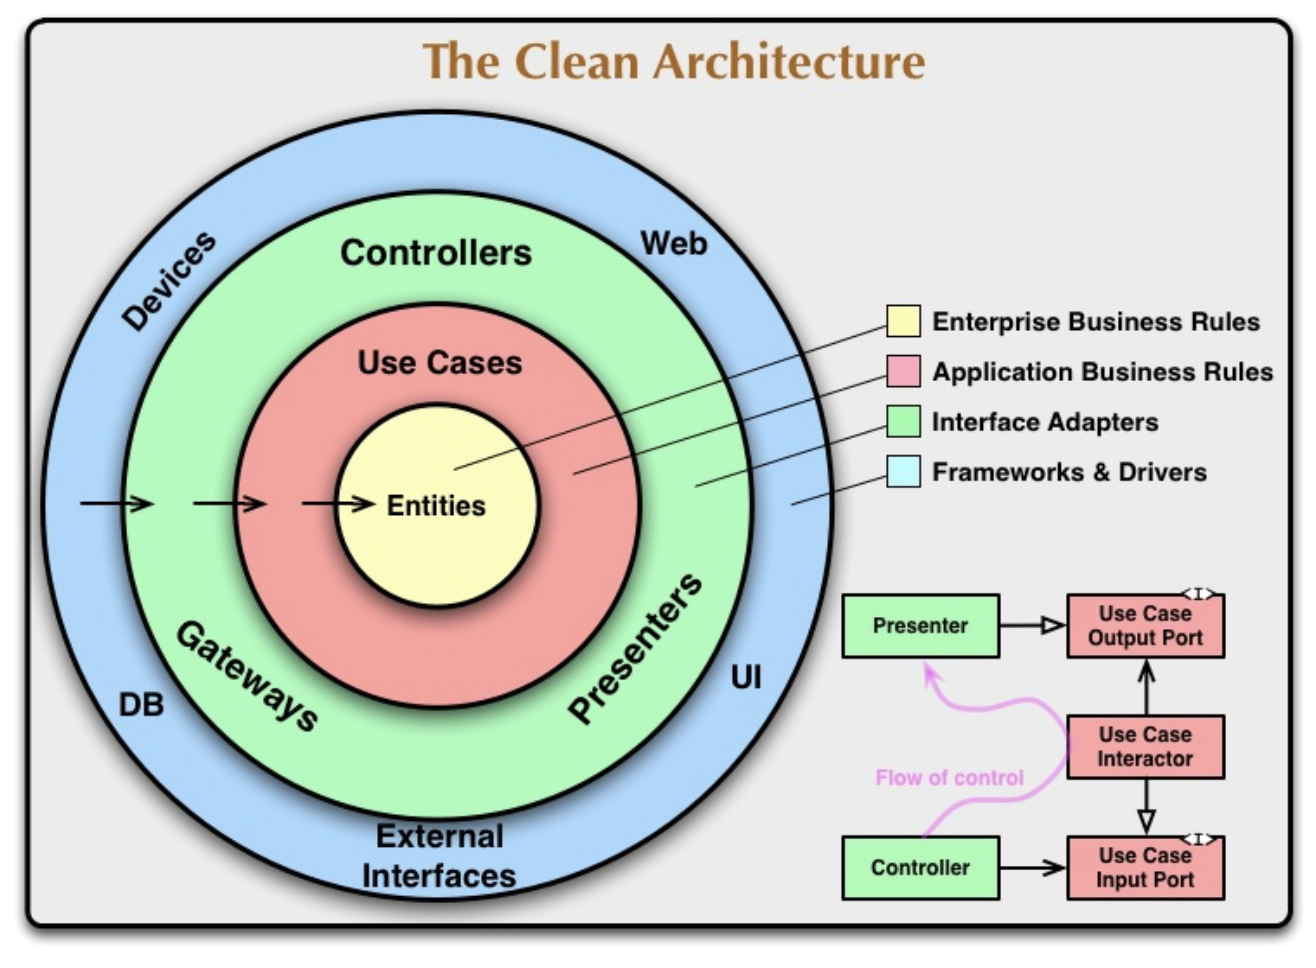 The Clean Architecture
Devices
Controllers
Web
Use Cases
Entities
Gateways
Presenters
DB
UI
External
Interfaces
Enterprise Business Rules
Application Business Rules
Interface Adapters
Frameworks & Drivers
Presenter
<I>
Use Case
Output Port
Use Case
Interactor
Flow of control
Controller
<I>
Use Case
Input Port